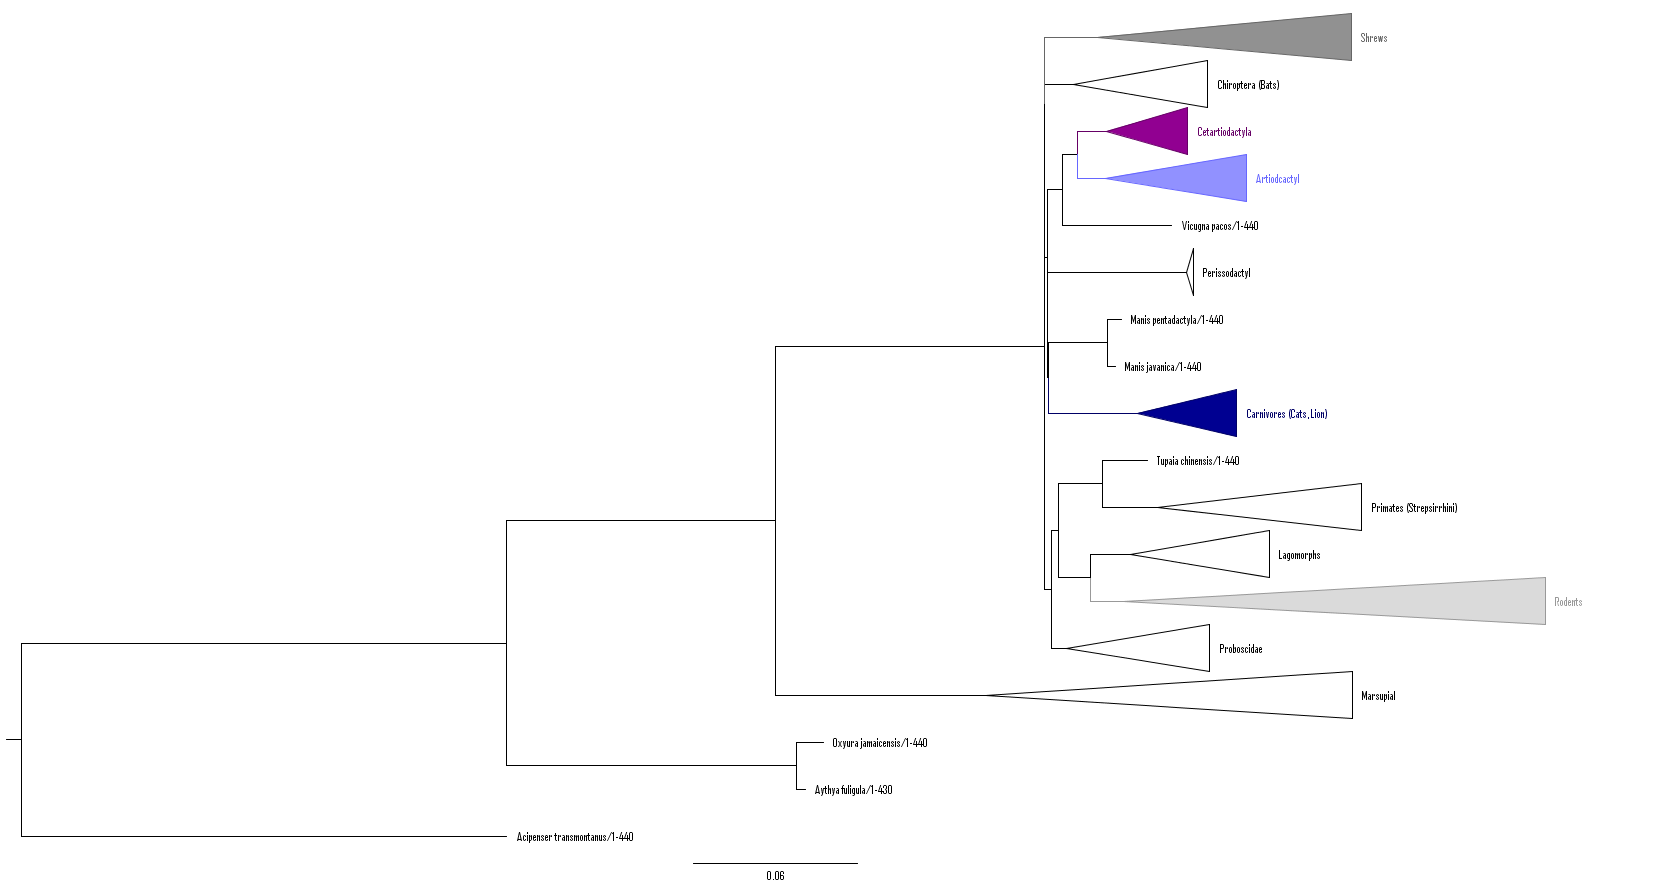 Shrews
Chiroptera (Bats)
Cetartiodactyla
Artiodcactyl
Vicugna pacos/1-440
Perissodactyl
Manis pentadactyla/1-440
Manis javanica/1-440
Carnivores (Cats,Lion)
Tupaia chinensis/1-440
Primates (Strepsirrhini)
Lagomorphs
Rodents
Proboscidae
Marsupial
Oxyura jamaicensis/1-440
Aythya fuligula/1-430
Acipenser transmontanus/1-440
0.06